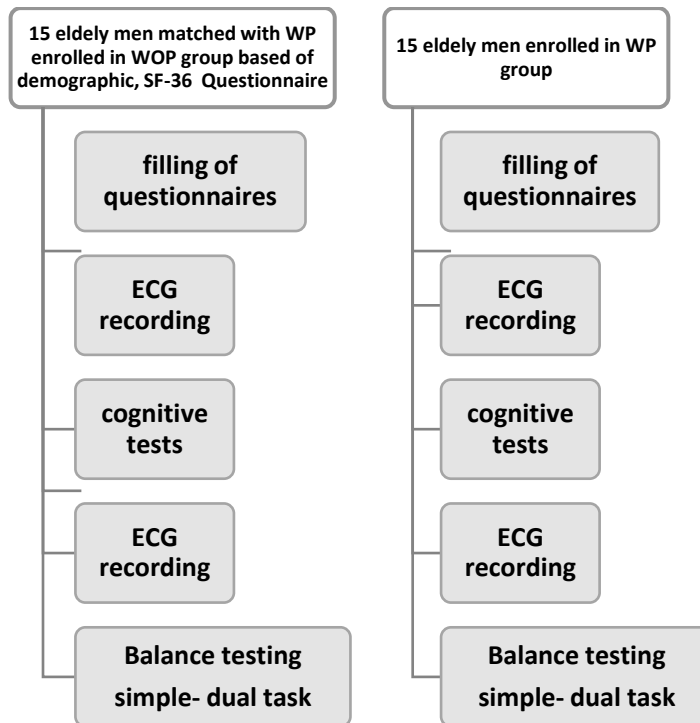 15 eldely men matched with WP
enrolled in WOP group based of
demographic, SF-36 Questionnaire
filling of
questionnaires
ECG
recording
cognitive
tests
ECG
recording
Balance testing
simple- dual task
15 eldely men enrolled in WP
group
filling of
questionnaires
ECG
recording
cognitive
tests
ECG
recording
Balance testing
simple- dual task